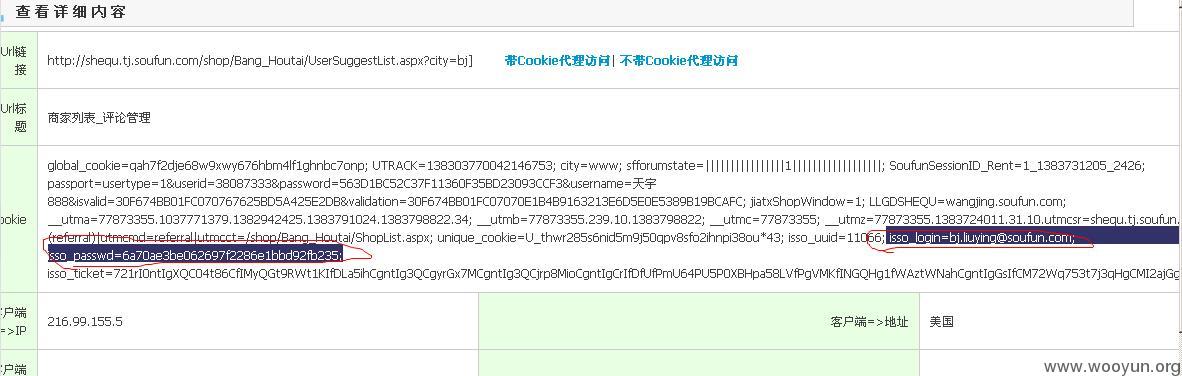 查看详细内容
Url链
接
http://shequ.tj.soufun.com/shop/Bang_Houtai/UserSuggestList.aspx?city=bj]
带Cookie代理访问| 不带Cookie代理访问
Url标
题
商家列表_评论管理
Cookie
global_cookie=qah7f2dje68w9xwy676hbm4lf1ghnbc7onp; UTRACK=138303770042146753; city=www; sfforumstate=||||||||||||||||1||||||||||||||||||; SoufunSessionID_Rent=1_1383731205_2426;
passport=usertype=1&userid=38087333&password=563D1BC52C37F11360F35BD23093CCF3&username=天宇
888&isvalid=30F674BB01FC070767625BD5A425E2DB&validation=30F674BB01FC07070E1B4B9163213E6D5E0E5389B19BCAFC; jiatxShopWindow=1; LLGDSHEQU=wangjing.soufun.com;
__utma=77873355.1037771379.1382942425.1383791024.1383798822.34; __utmb=77873355.239.10.1383798822; __utmc=77873355; __utmz=77873355.1383724011.31.10.utmcsr=shequ.tj.soufun.
(referral)|utmcmd=referral|utmcct=/shop/Bang_Houtai/ShopList.aspx; unique_cookie=U_thwr285s6nid5m9j50qpv8sfo2ihnpi38ou*43; isso_uuid=11066; isso_login=bj.liuying@soufun.com;
isso_passwd=6a70ae3be062697f2286e1bbd92fb235;
客户端
=>IP
216.99.155.5
客户端=>地址
美国
客户端
www.wooyun.org